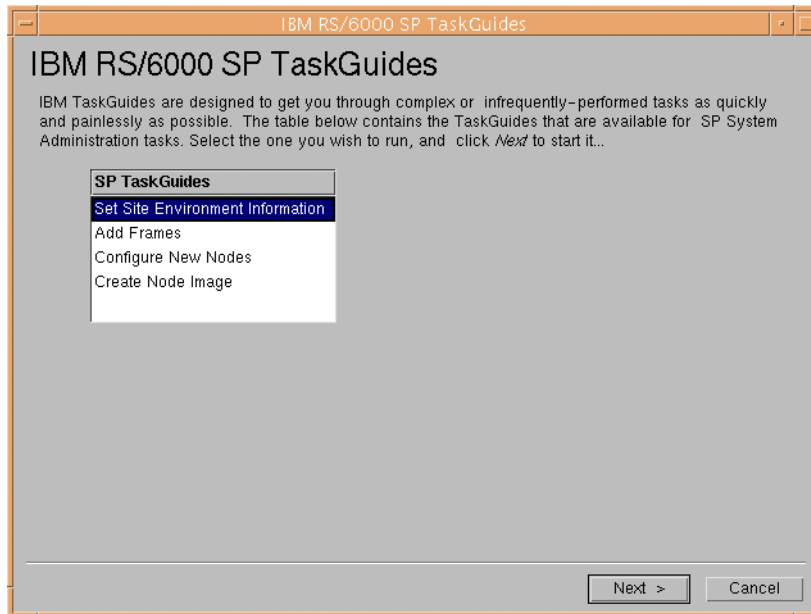 IBM RS/6000 SP TaskGuides
IBM RS/6000 SP TaskGuides
IBM TaskGuides are designed to get you through complex or infrequently-performed tasks as quickly
and painlessly as possible. The table below contains the TaskGuides that are available for SP System
Administration tasks. Select the one you wish to run, and click Next to start it...
SP TaskGuides
Set Site Environment Information
Add Frames
Configure New Nodes
Create Node Image
Next >
Cancel